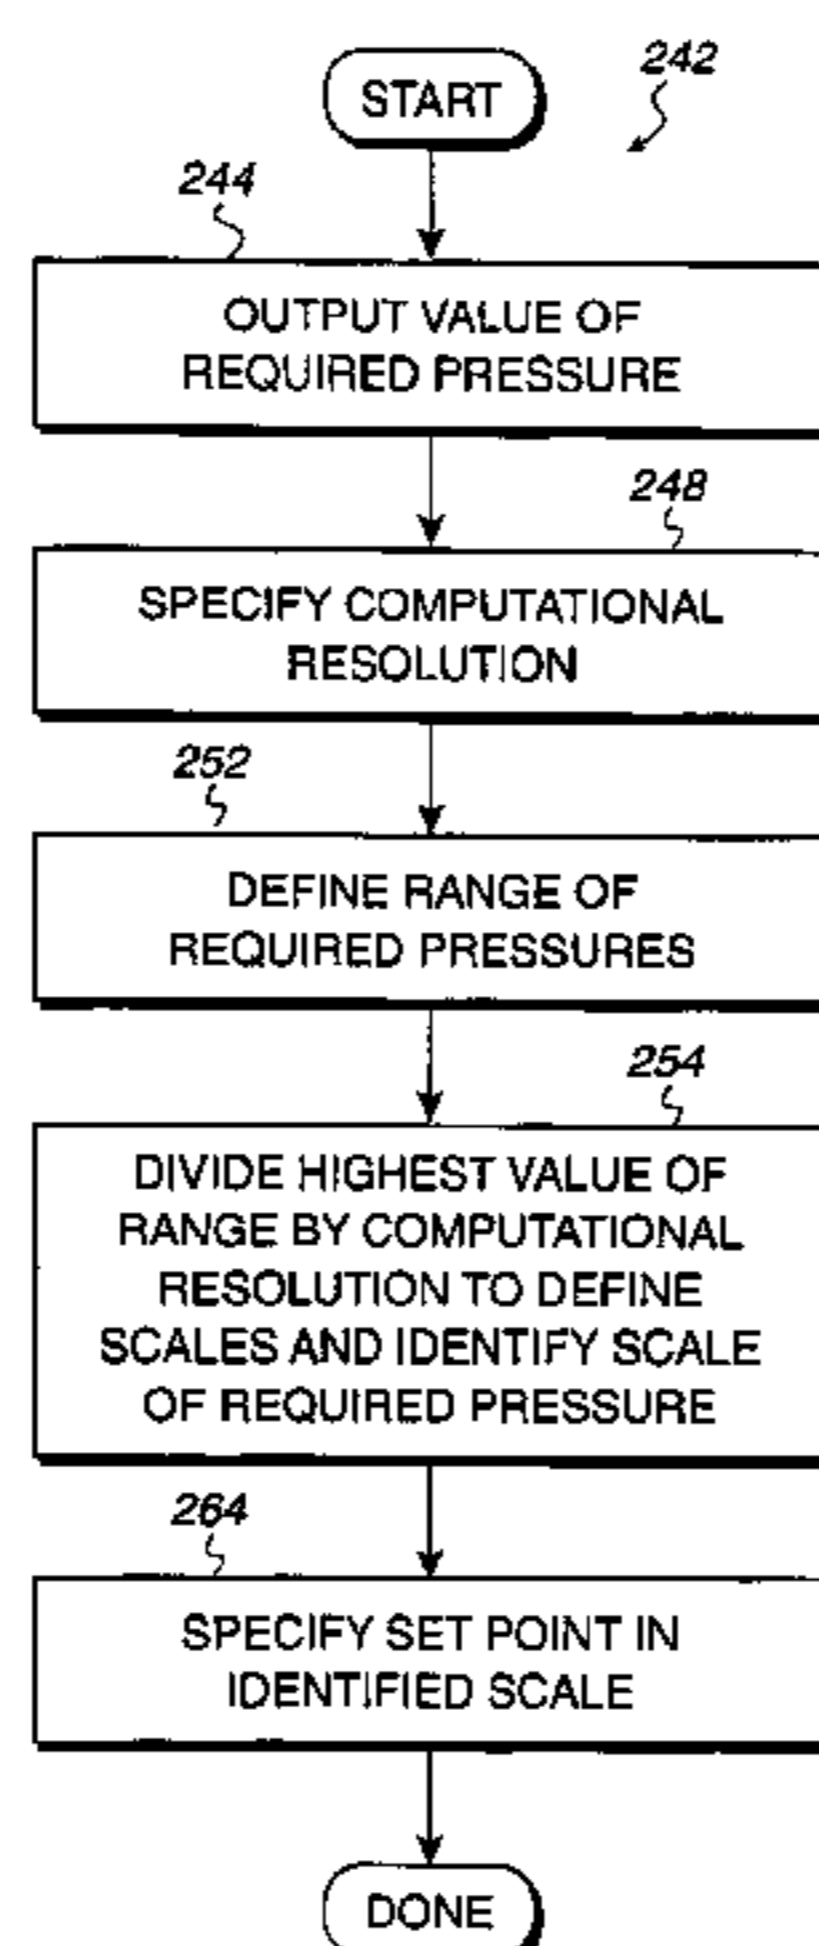 242
START
244
OUTPUT VALUE OF
REQUIRED PRESSURE
248
SPECIFY COMPUTATIONAL
RESOLUTION
252
DEFINE RANGE OF
REQUIRED PRESSURES
254
DIVIDE HIGHEST VALUE OF
RANGE BY COMPUTATIONAL
RESOLUTION TO DEFINE
SCALES AND IDENTIFY SCALE
OF REQUIRED PRESSURE
264
SPECIFY SET POINT IN
IDENTIFIED SCALE
DONE